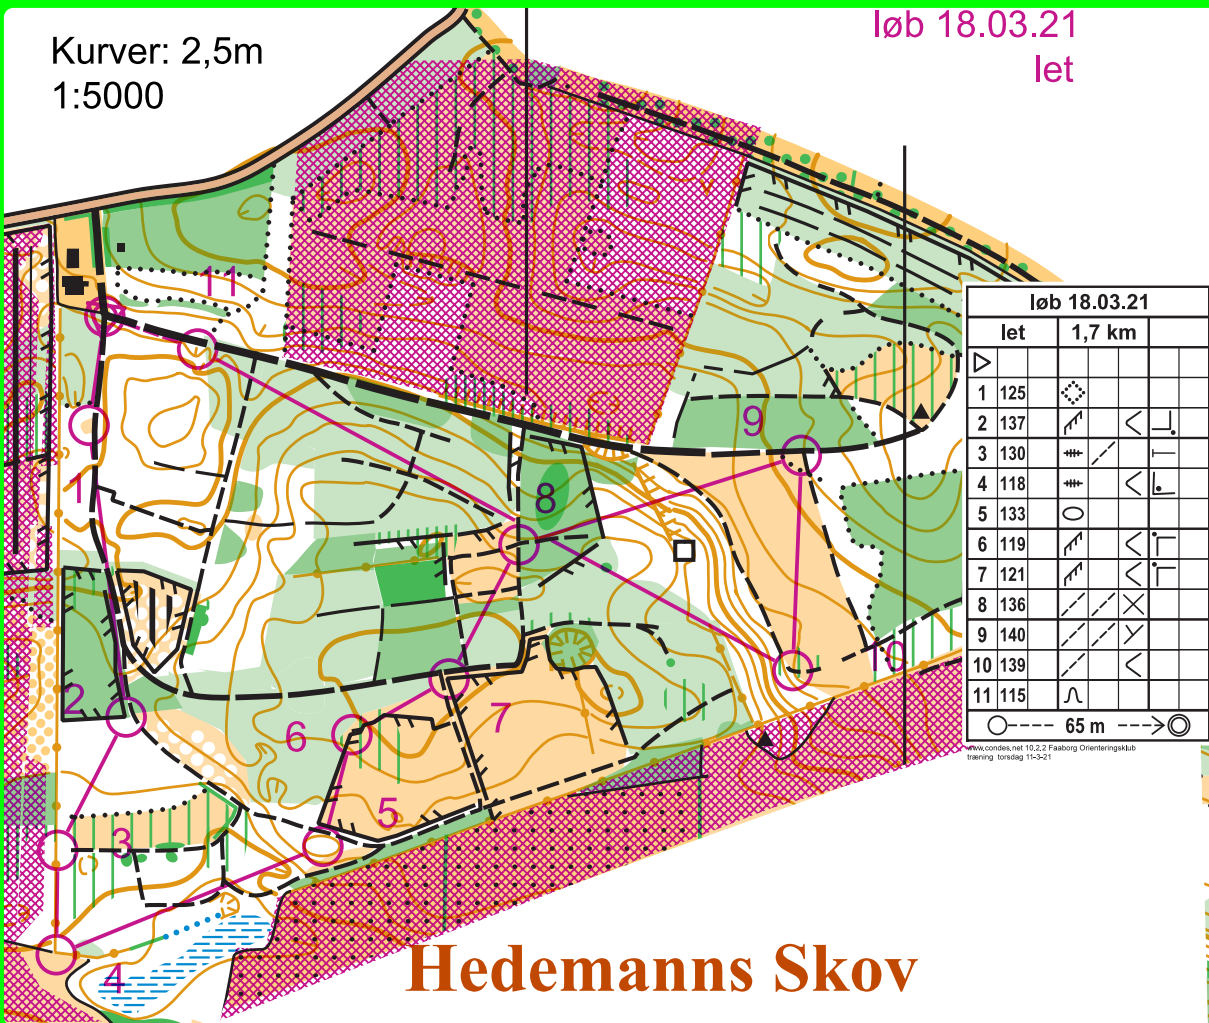 Kurver: 2,5m
1:5000
løb 18.03.21
let
11
9
8
1
10
2
7
6
5
3
4
løb 18.03.21
let 1,7 km
1 125
2 137
3 130
4 118
5 133
6 119
7 121
8 136
9 140
10 139
11 115
65 m
www.condes.net 10.2.2 Faaborg Orienteringsklub
træning torsdag 11-3-21
Hedemanns Skov